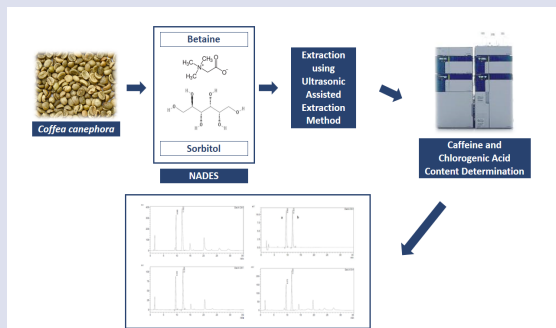 Betaine
Sorbitol
NADES
Coffea canephora
Extraction
using
Ultrasonic
Assisted
Extraction
Method
Caffeine and
Chlorogenic Acid
Content Determination